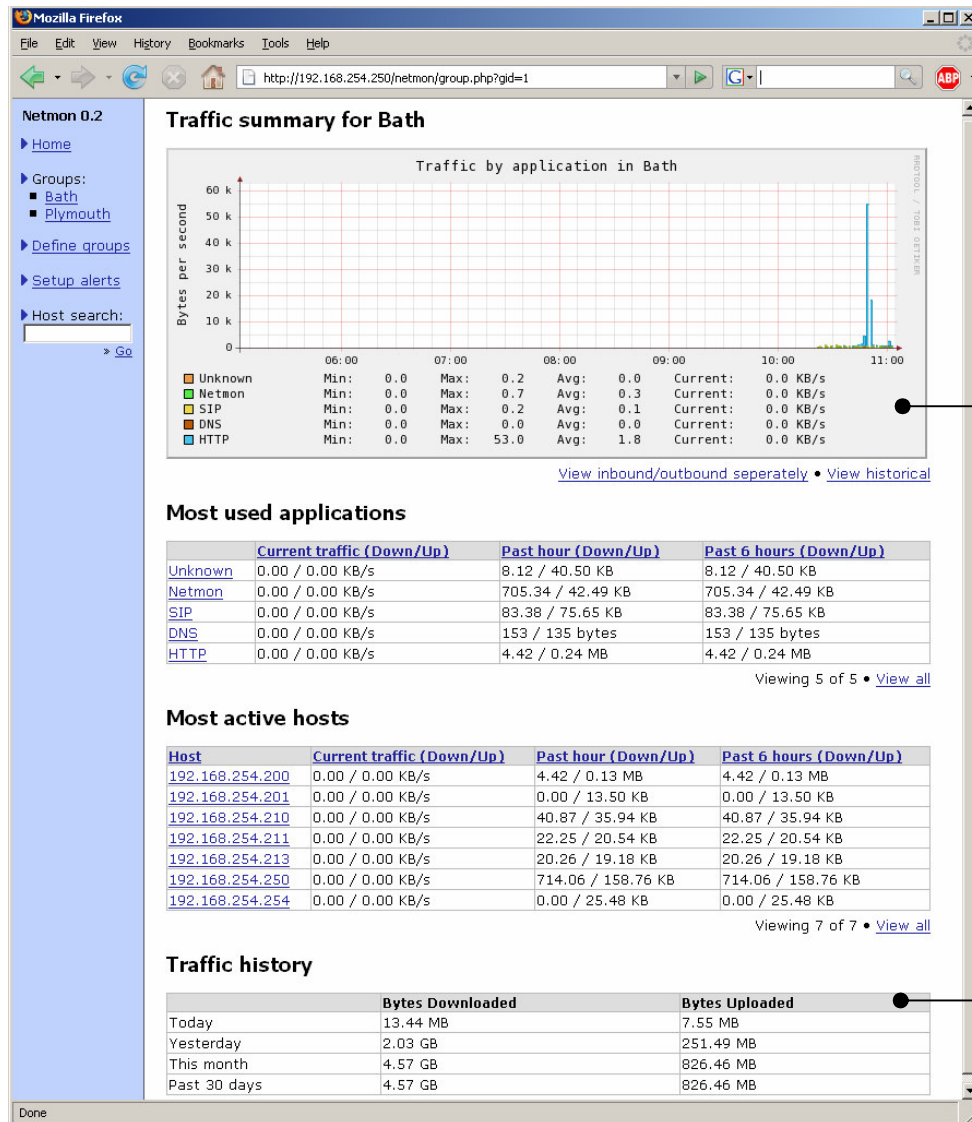 Mozilla Firefox
File Edit View History Bookmarks Tools Help
http://192.168.254.250/netmon/group.php?gid=1
G
ABP
Netmon 0.2
Home
Groups:
Bath
Plymouth
Define groups
Setup alerts
Host search:
» Go
Traffic summary for Bath
Traffic by application in Bath
RRDTOOL / TOBI OETIKER
Bytes per second
60 k
50 k
40 k
30 k
20 k
10 k
0
06:00 07:00 08:00 09:00 10:00 11:00
Unknown Min: 0.0 Max: 0.2 Avg: 0.0 Current: 0.0 KB/s
Netmon Min: 0.0 Max: 0.7 Avg: 0.3 Current: 0.0 KB/s
SIP Min: 0.0 Max: 0.2 Avg: 0.1 Current: 0.0 KB/s
DNS Min: 0.0 Max: 0.0 Avg: 0.0 Current: 0.0 KB/s
HTTP Min: 0.0 Max: 53.0 Avg: 1.8 Current: 0.0 KB/s
View inbound/outbound seperately • View historical
Most used applications
Current traffic (Down/Up) Past hour (Down/Up) Past 6 hours (Down/Up)
Unknown 0.00 / 0.00 KB/s 8.12 / 40.50 KB 8.12 / 40.50 KB
Netmon 0.00 / 0.00 KB/s 705.34 / 42.49 KB 705.34 / 42.49 KB
SIP 0.00 / 0.00 KB/s 83.38 / 75.65 KB 83.38 / 75.65 KB
DNS 0.00 / 0.00 KB/s 153 / 135 bytes 153 / 135 bytes
HTTP 0.00 / 0.00 KB/s 4.42 / 0.24 MB 4.42 / 0.24 MB
Viewing 5 of 5 • View all
Most active hosts
Host Current traffic (Down/Up) Past hour (Down/Up) Past 6 hours (Down/Up)
192.168.254.200 0.00 / 0.00 KB/s 4.42 / 0.13 MB 4.42 / 0.13 MB
192.168.254.201 0.00 / 0.00 KB/s 0.00 / 13.50 KB 0.00 / 13.50 KB
192.168.254.210 0.00 / 0.00 KB/s 40.87 / 35.94 KB 40.87 / 35.94 KB
192.168.254.211 0.00 / 0.00 KB/s 22.25 / 20.54 KB 22.25 / 20.54 KB
192.168.254.213 0.00 / 0.00 KB/s 20.26 / 19.18 KB 20.26 / 19.18 KB
192.168.254.250 0.00 / 0.00 KB/s 714.06 / 158.76 KB 714.06 / 158.76 KB
192.168.254.254 0.00 / 0.00 KB/s 0.00 / 25.48 KB 0.00 / 25.48 KB
Viewing 7 of 7 • View all
Traffic history
Bytes Downloaded Bytes Uploaded
Today 13.44 MB 7.55 MB
Yesterday 2.03 GB 251.49 MB
This month 4.57 GB 826.46 MB
Past 30 days 4.57 GB 826.46 MB
Done